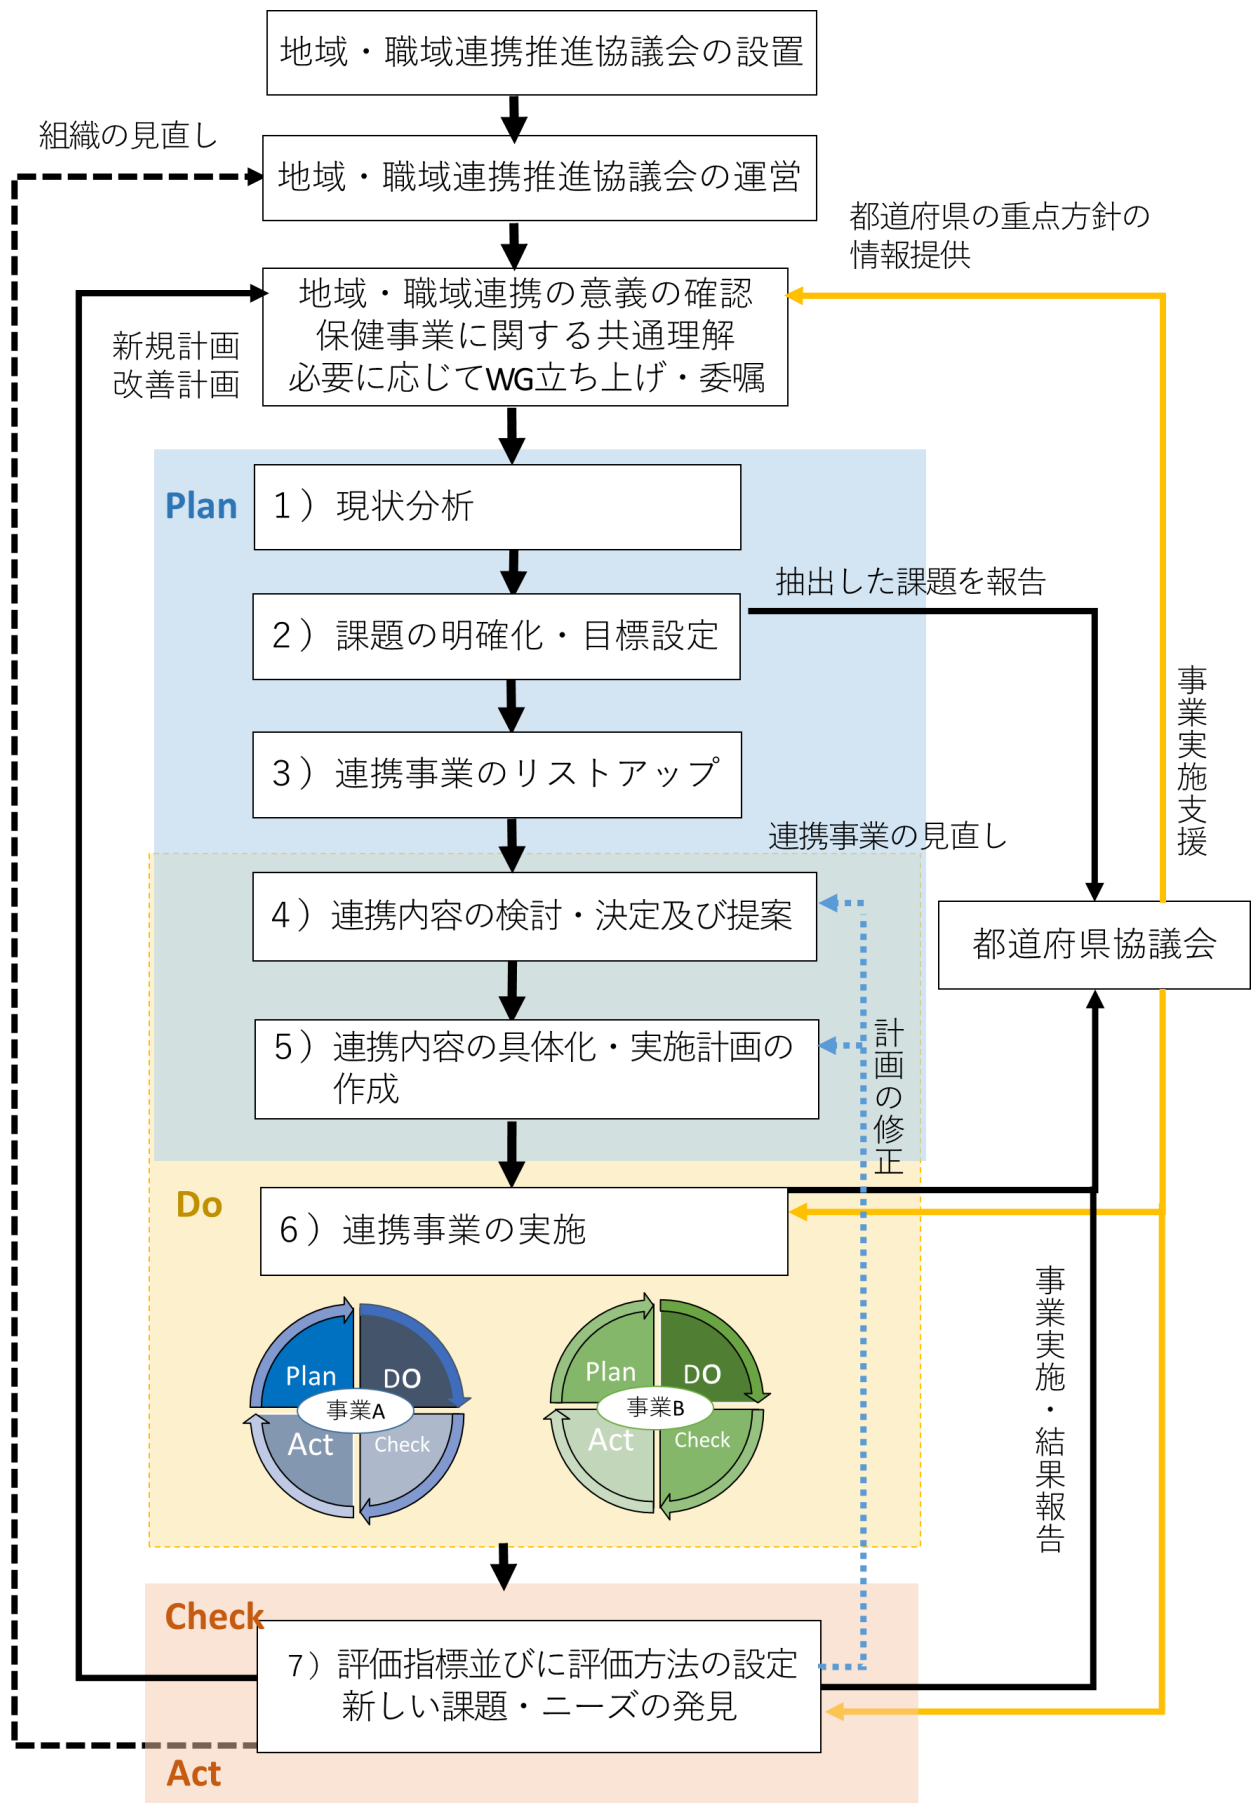 地域・職域連携推進協議会の設置
組織の見直し
地域・職域連携推進協議会の運営
都道府県の重点方針の
情報提供
地域・職域連携の意義の確認
保健事業に関する共通理解
必要に応じてWG立ち上げ・委嘱
新規計画
改善計画
Plan
１）現状分析
抽出した課題を報告
２）課題の明確化・目標設定
事業実施支援
３）連携事業のリストアップ
連携事業の見直し
４）連携内容の検討・決定及び提案
都道府県協議会
５）連携内容の具体化・実施計画の
作成
計画の修正
Do
６）連携事業の実施
事業実施・結果報告
Plan
DO
事業A
Act
Check
Plan
DO
事業B
Act
Check
Check
７）評価指標並びに評価方法の設定
新しい課題・ニーズの発見
Act